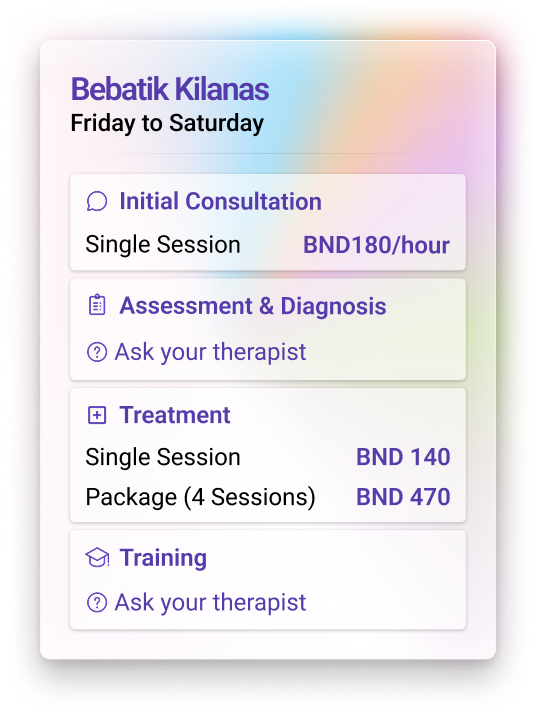 Bebatik Kilanas
Friday to Saturday
Initial Consultation
Single Session BND180/hour
Assessment & Diagnosis
Ask your therapist
Treatment
Single Session BND 140
Package (4 Sessions) BND 470
Training
Ask your therapist